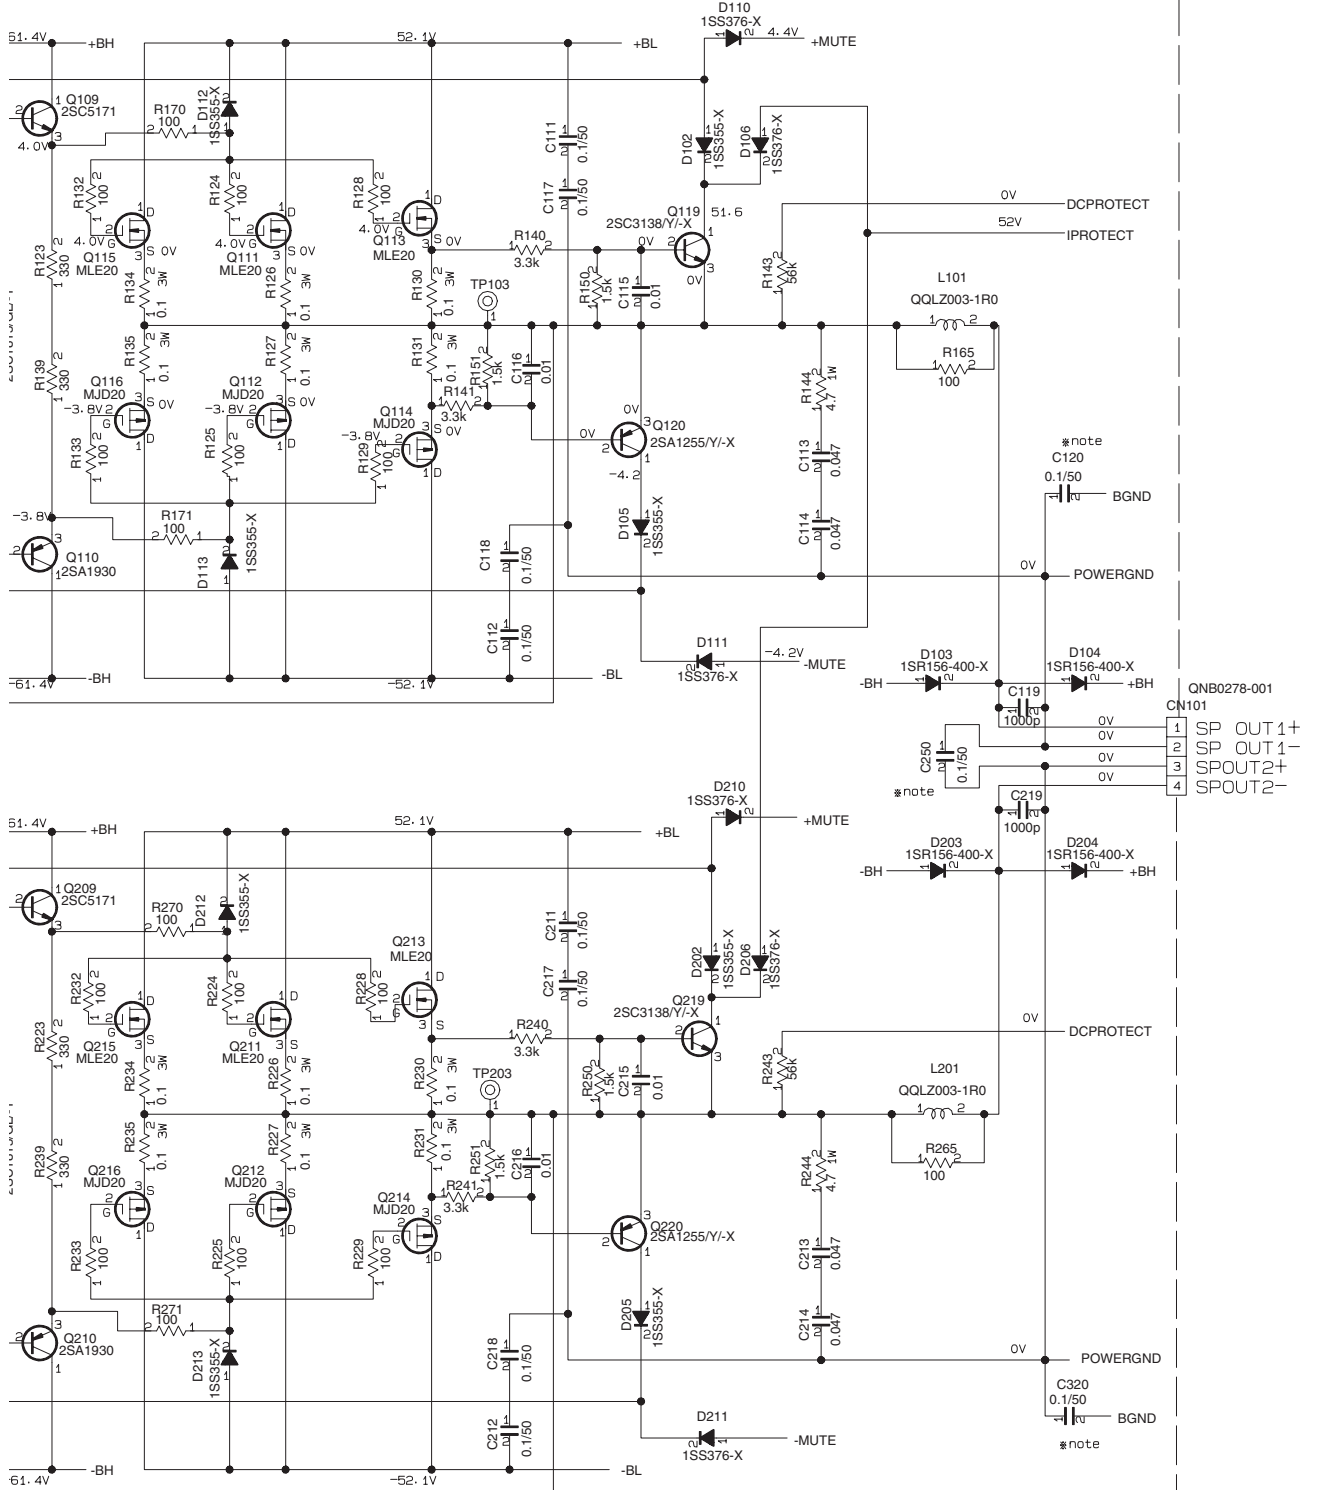 D110
1SS376-X
1 2 4.4V +MUTE
61.4V +BH
52.1V +BL
Q109
2SC5171
2 1 3
4.0V
R170
100
2 1
D112
1SS355-X
C111
0.1/50
1 2
C117
0.1/50
1 2
D102
1SS355-X
D106
1SS376-X
R132
100
R124
100
R128
100
Q119
2SC3138/Y/-X
51.6
0V DCPROTECT
52V IPROTECT
4.0V
Q115
MLE20
4.0V
Q111
MLE20
4.0V
Q113
MLE20
S 0V
S 0V
S 0V
R123
330
R134
0.1 3W
R126
0.1 3W
R130
0.1 3W
R140
3.3k
TP103
R150
1.5k
C115
0.01
0V
0V
R143
56k
L101
QQLZ003-1R0
R165
100
R139
330
R135
0.1 3W
R127
0.1 3W
R131
0.1 3W
R151
1.5k
C116
0.01
R141
3.3k
R144
4.7 1W
Q116
MJD20
-3.8V
Q112
MJD20
-3.8V
Q114
MJD20
-3.8V
S 0V
S 0V
S 0V
R133
100
R125
100
R129
100
0V
0V
Q120
2SA1255/Y/-X
-4.2
C113
0.047
C114
0.047
※note
C120
0.1/50
BGND
-3.8V
R171
100
D113
1SS355-X
D105
1SS355-X
Q110
2SA1930
C118
0.1/50
C112
0.1/50
0V POWERGND
D111
1SS376-X
-4.2V
-MUTE
-61.4V -BH
-52.1V -BL
D103
1SR156-400-X
D104
1SR156-400-X
-BH
+BH
C119
1000p
QNB0278-001
CN101
0V 1 SP OUT1+
0V 2 SP OUT1-
0V 3 SPOUT2+
0V 4 SPOUT2-
C250
0.1/50
※note
C219
1000p
D203
1SR156-400-X
D204
1SR156-400-X
-BH
+BH
D210
1SS376-X
+MUTE
61.4V +BH
52.1V +BL
Q209
2SC5171
R270
100
D212
1SS355-X
Q213
MLE20
C211
0.1/50
C217
0.1/50
D202
1SS355-X
D206
1SS376-X
R232
100
R224
100
R228
100
Q219
2SC3138/Y/-X
0V DCPROTECT
Q215
MLE20
Q211
MLE20
R223
330
R234
0.1 3W
R226
0.1 3W
R230
0.1 3W
R240
3.3k
TP203
R250
1.5k
C215
0.01
R243
56k
L201
QQLZ003-1R0
R265
100
R239
330
R235
0.1 3W
R227
0.1 3W
R231
0.1 3W
R251
1.5k
C216
0.01
R241
3.3k
R244
4.7 1W
Q216
MJD20
Q212
MJD20
Q214
MJD20
Q220
2SA1255/Y/-X
R233
100
R225
100
R229
100
C213
0.047
C214
0.047
R271
100
D213
1SS355-X
D205
1SS355-X
Q210
2SA1930
C218
0.1/50
C212
0.1/50
0V POWERGND
C320
0.1/50
BGND
※note
D211
1SS376-X
-MUTE
-61.4V -BH
-52.1V -BL